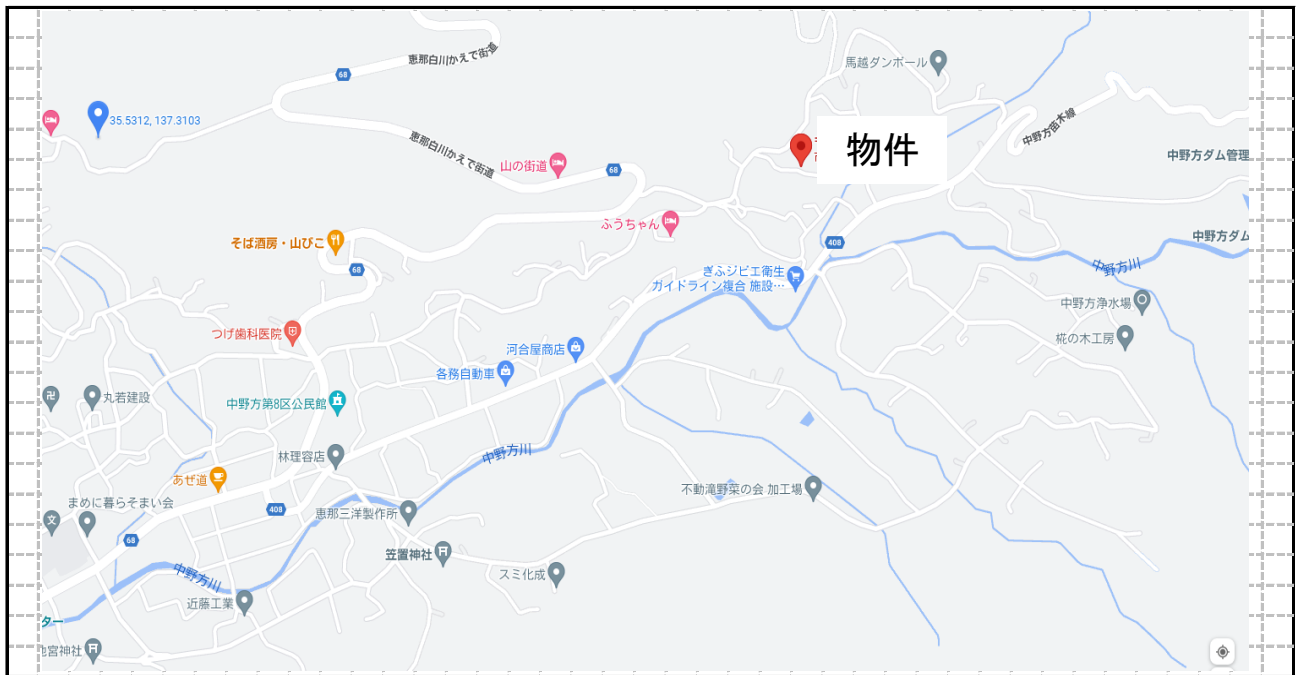 恵那白川かえで街道
68
馬越ダンボール
35.5312, 137.3103
恵那白川かえで街道
中野方苗木線
物件
中野方ダム管理
山の街道
68
ふうちゃん
中野方ダム
そば酒房・山びこ
408
68
ぎふジビエ衛生
ガイドライン複合 施設…
中野方川
中野方浄水場
つげ歯科医院
椛の木工房
河合屋商店
各務自動車
卍
丸若建設
中野方第8区公民館
中野方川
林理容店
あぜ道
不動滝野菜の会 加工場
まめに暮らそまい会
408
恵那三洋製作所
文
68
笠置神社
スミ化成
中野方川
近藤工業
ター
宮神社